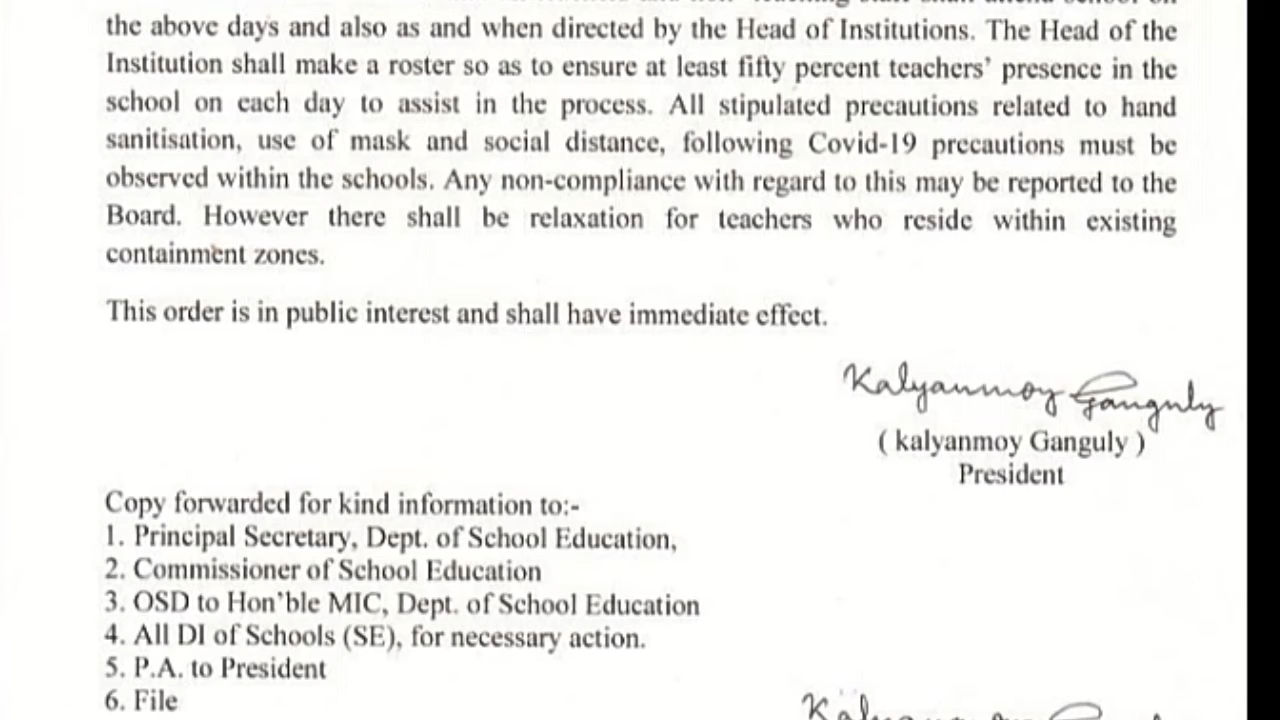 the above days and also as and when directed by the Head of Institutions. The Head of the
Institution shall make a roster so as to ensure at least fifty percent teachers' presence in the
school on each day to assist in the process. All stipulated precautions related to hand
sanitisation, use of mask and social distance, following Covid-19 precautions must be
observed within the schools. Any non-compliance with regard to this may be reported to the
Board. However there shall be relaxation for teachers who reside within existing
containment zones.
This order is in public interest and shall have immediate effect.
Kalyanmoy Ganguly
( kalyanmoy Ganguly )
President
Copy forwarded for kind information to:-
1. Principal Secretary, Dept. of School Education,
2. Commissioner of School Education
3. OSD to Hon'ble MIC, Dept. of School Education
4. All DI of Schools (SE), for necessary action.
5. P.A. to President
6. File